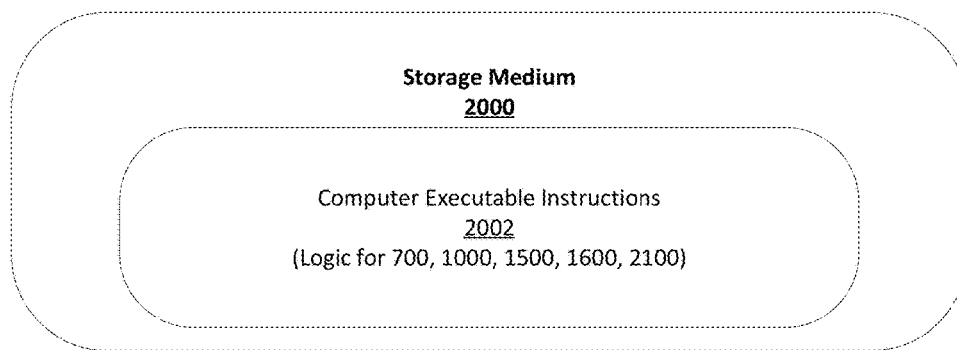 Storage Medium
2000
Computer Executable Instructions
2002
(Logic for 700, 1000, 1500, 1600, 2100)